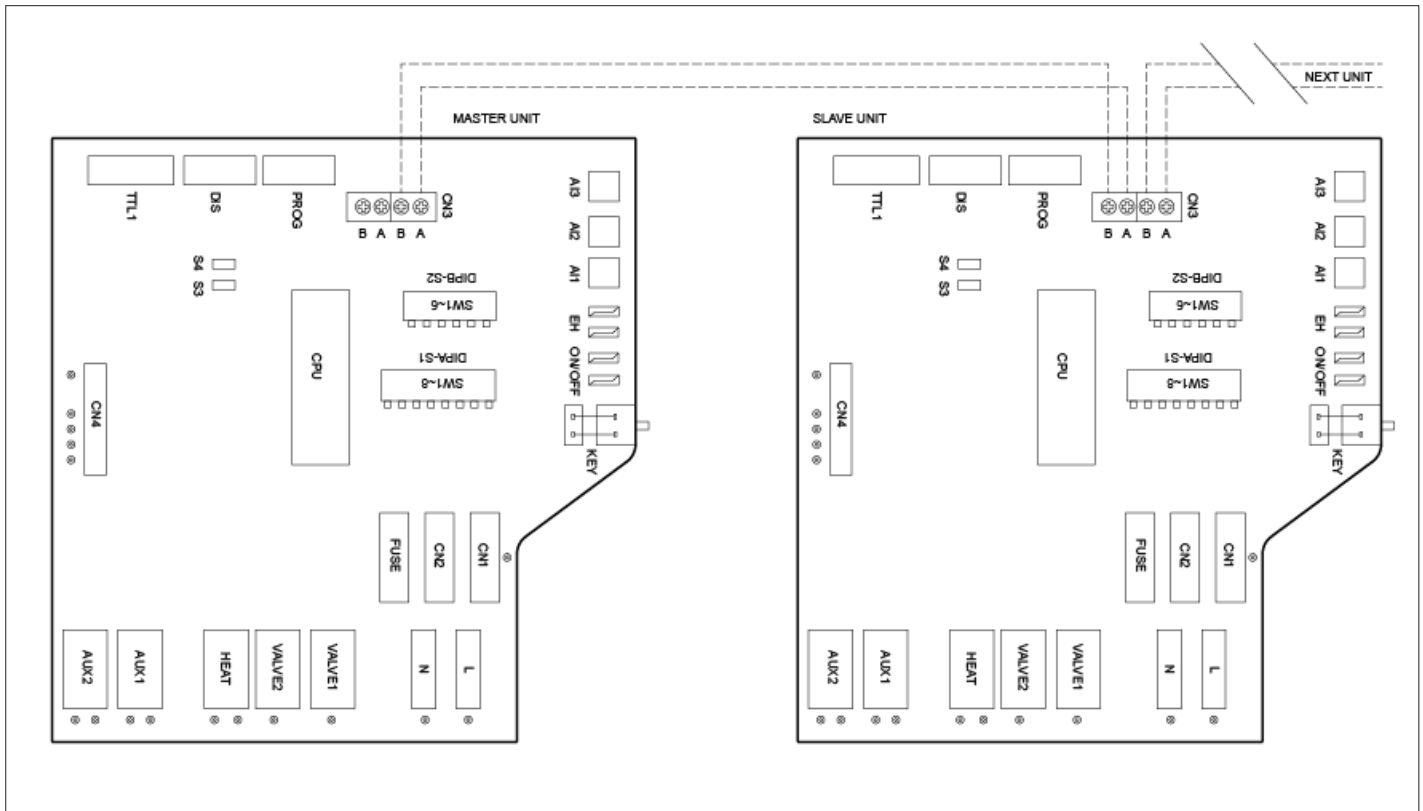 NEXT UNIT
MASTER UNIT
TTL1
DIS
PROG
CN3
B A B A
AI3
AI2
AI1
S4
S3
DIPB-S2
SW1~6
DIPA-S1
SW1~8
CPU
EH
ON/OFF
KEY
CN4
FUSE
CN2
CN1
AUX2
AUX1
HEAT
VALVE2
VALVE1
N
L
SLAVE UNIT
TTL1
DIS
PROG
CN3
B A B A
AI3
AI2
AI1
S4
S3
DIPB-S2
SW1~6
DIPA-S1
SW1~8
CPU
EH
ON/OFF
KEY
CN4
FUSE
CN2
CN1
AUX2
AUX1
HEAT
VALVE2
VALVE1
N
L